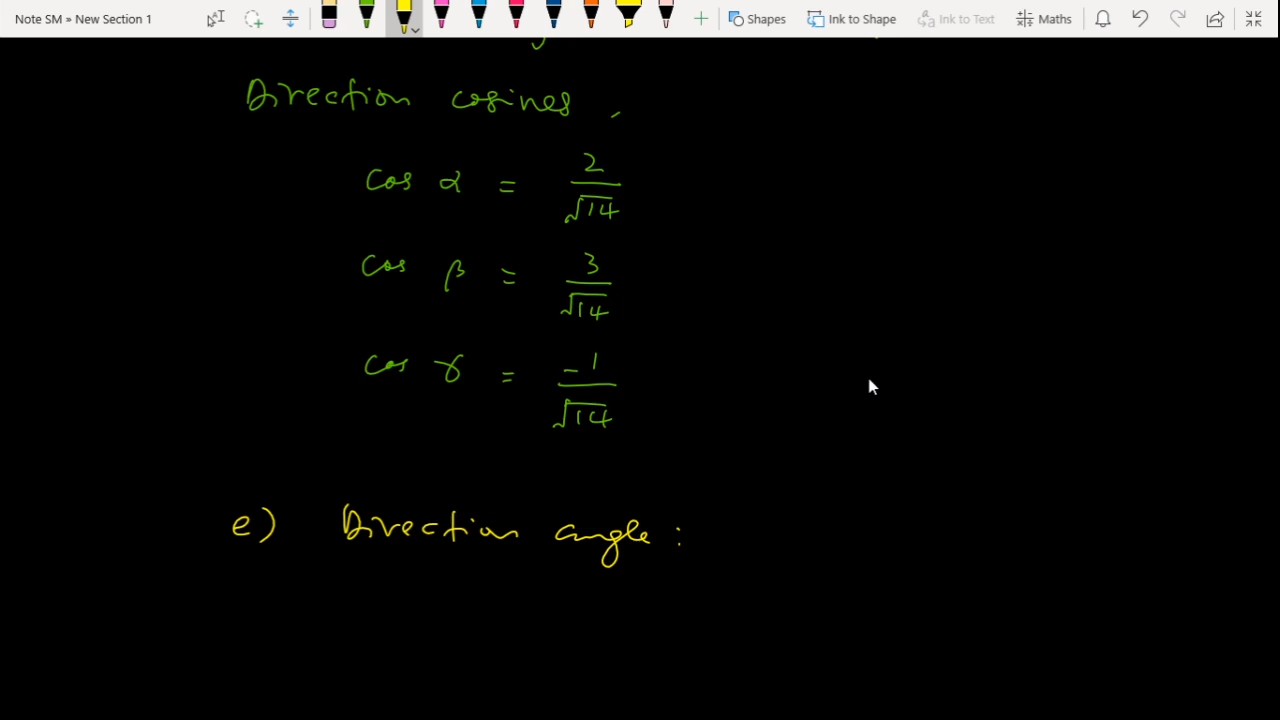 Note SM » New Section 1
Shapes
Ink to Shape
Ink to Text
Maths
Direction cosines,
cos α = 2/√14
cos β = 3/√14
cos γ = -1/√14
e) Direction angle: